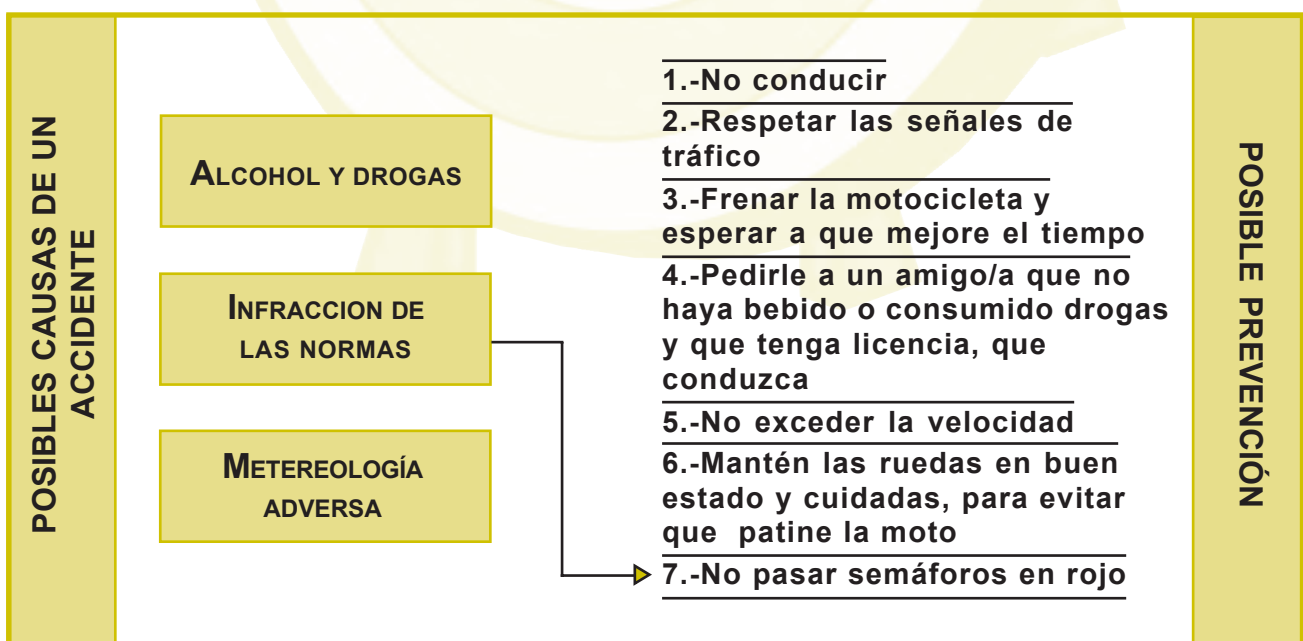 POSIBLES CAUSAS DE UN
ACCIDENTE
ALCOHOL Y DROGAS
INFRACCION DE
LAS NORMAS
METEREOLOGÍA
ADVERSA
1.-No conducir
2.-Respetar las señales de
tráfico
3.-Frenar la motocicleta y
esperar a que mejore el tiempo
4.-Pedirle a un amigo/a que no
haya bebido o consumido drogas
y que tenga licencia, que
conduzca
5.-No exceder la velocidad
6.-Mantén las ruedas en buen
estado y cuidadas, para evitar
que patine la moto
7.-No pasar semáforos en rojo
POSIBLE PREVENCIÓN